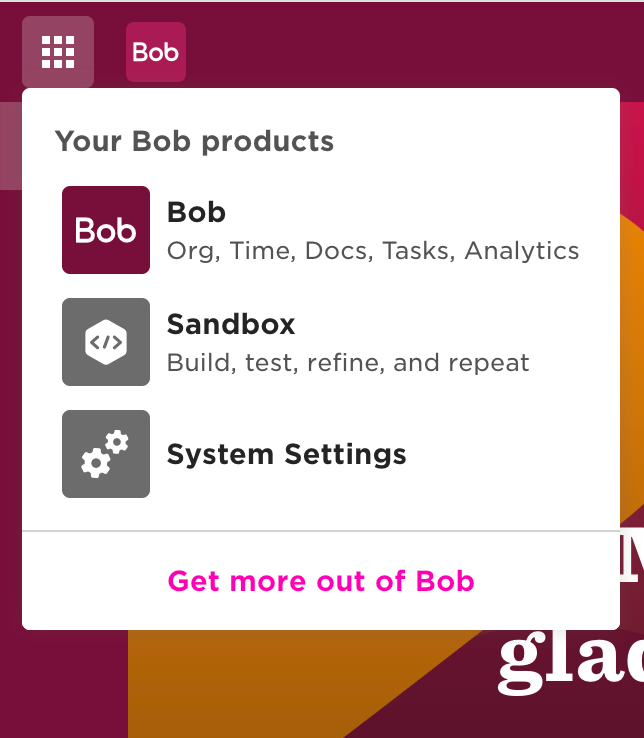 Bob
Your Bob products
Bob
Bob
Org, Time, Docs, Tasks, Analytics
</>
Sandbox
Build, test, refine, and repeat
System Settings
Get more out of Bob